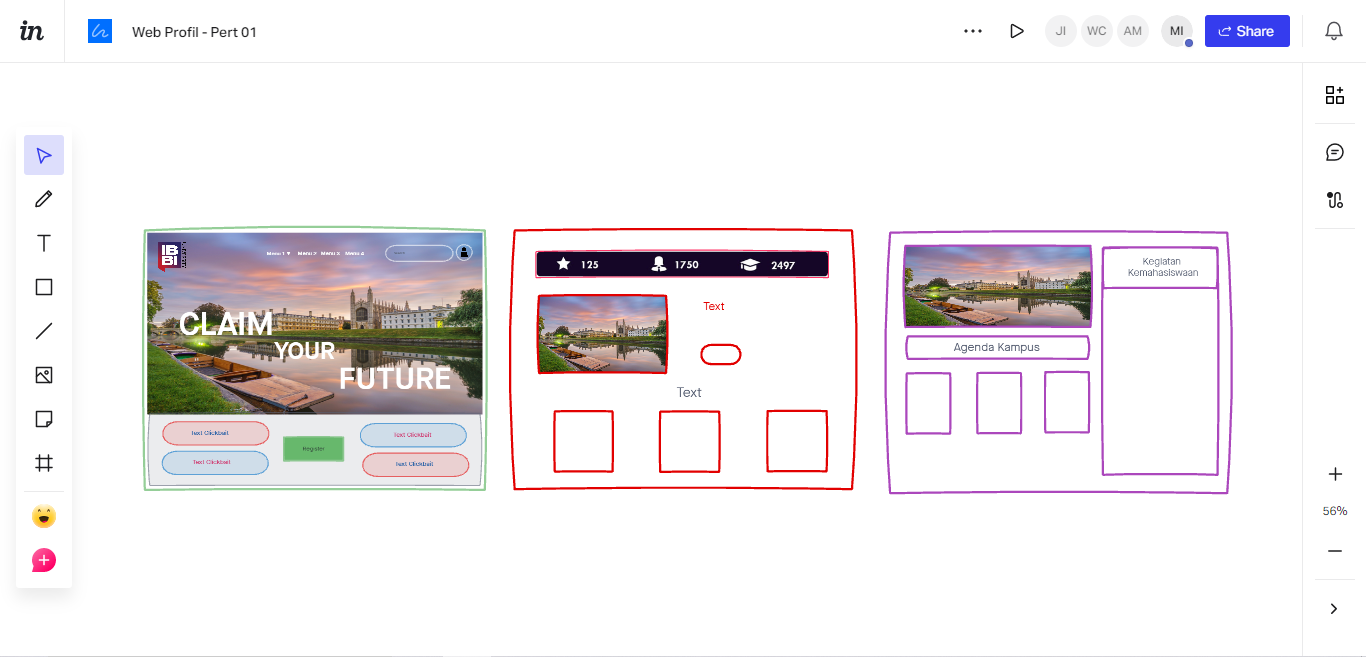 in
Web Profil - Pert 01
JI
WC
AM
MI
Share
IB
BI
Menu 1 ▾ Menu 2 Menu 3 Menu 4
CLAIM
YOUR
FUTURE
Text Clickbait
Text Clickbait
Register
Text Clickbait
Text Clickbait
125
1750
2497
Text
Text
Agenda Kampus
Kegiatan
Kemahasiswaan
56%